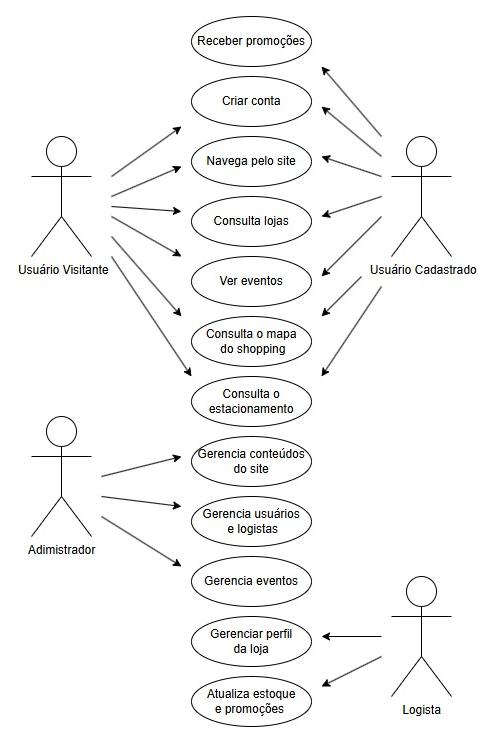 Receber promoções
Criar conta
Navega pelo site
Consulta lojas
Usuário Visitante
Usuário Cadastrado
Ver eventos
Consulta o mapa
do shopping
Consulta o
estacionamento
Gerencia conteúdos
do site
Gerencia usuários
e logistas
Adimistrador
Gerencia eventos
Gerenciar perfil
da loja
Atualiza estoque
e promoções
Logista